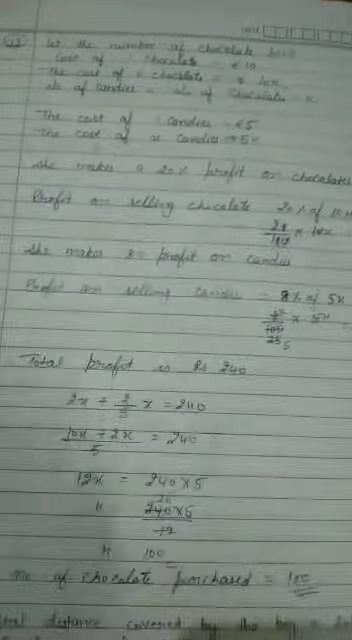 Let the number of chocolate be x
Cost of 1 chocolate = ₹ 10
The cost of x chocolate = ₹ 10x
No of candies = No of Chocolates = x
The cost of 1 candies = ₹5
The cost of x candies = 5x
She makes a 20% profit on chocolates
Profit on selling chocolate 20% of 10x
20/100 × 10x
She makes 8% profit on candies
Profit on selling candies = 8% of 5x
× 5x =
100
25 5
Total profit is Rs 240
2x + 2/5 x = 240
10x + 2x / 5 = 240
12x = 240×5
x 240×5 / 12
x 100
No of chocolate purchased = 100
distance covered by the